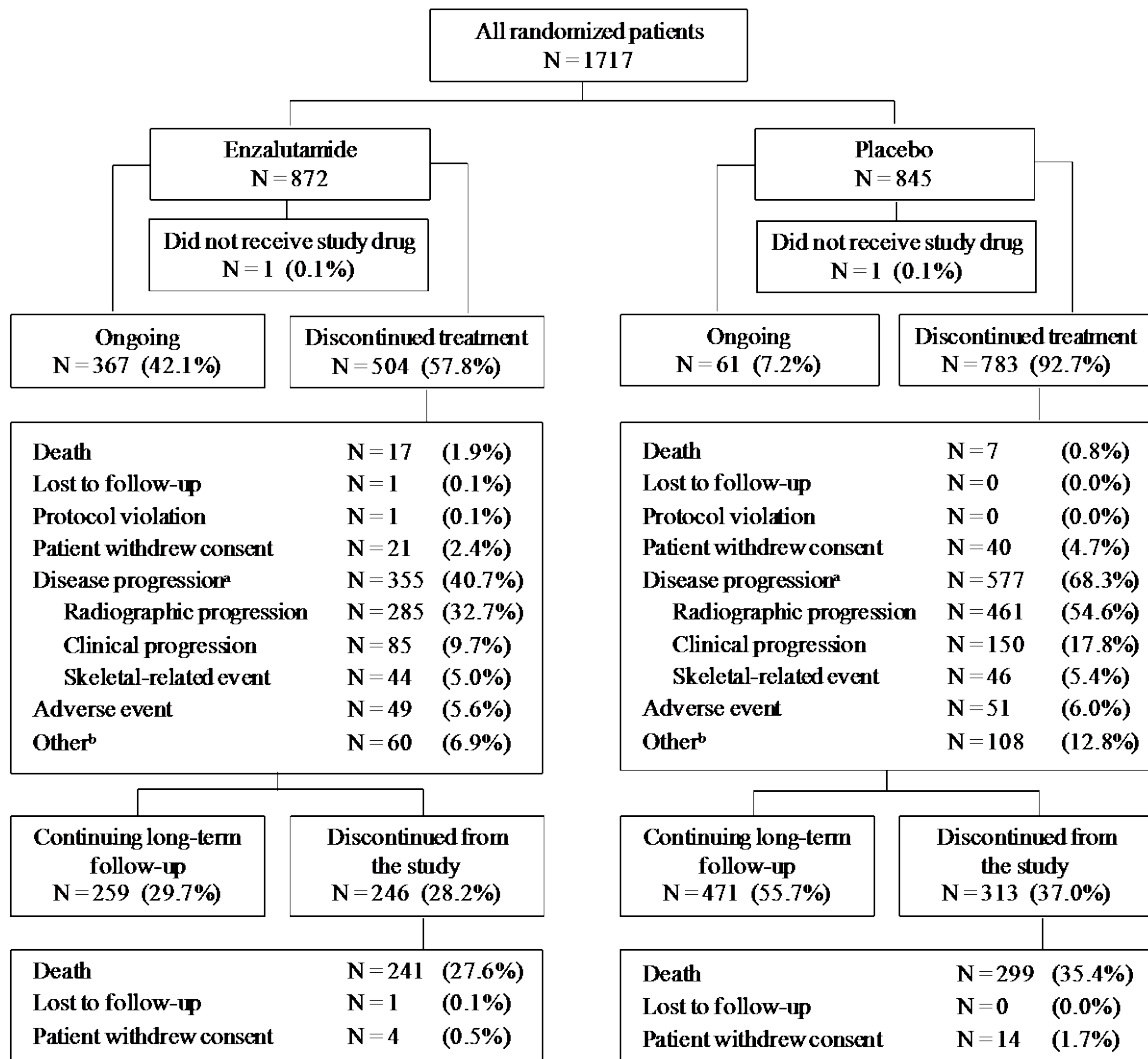 All randomized patients
N = 1717
Enzalutamide
N = 872
Placebo
N = 845
Did not receive study drug
N = 1 (0.1%)
Did not receive study drug
N = 1 (0.1%)
Ongoing
N = 367 (42.1%)
Discontinued treatment
N = 504 (57.8%)
Ongoing
N = 61 (7.2%)
Discontinued treatment
N = 783 (92.7%)
Death N = 17 (1.9%)
Lost to follow-up N = 1 (0.1%)
Protocol violation N = 1 (0.1%)
Patient withdrew consent N = 21 (2.4%)
Disease progressionᵃ N = 355 (40.7%)
Radiographic progression N = 285 (32.7%)
Clinical progression N = 85 (9.7%)
Skeletal-related event N = 44 (5.0%)
Adverse event N = 49 (5.6%)
Otherᵇ N = 60 (6.9%)
Death N = 7 (0.8%)
Lost to follow-up N = 0 (0.0%)
Protocol violation N = 0 (0.0%)
Patient withdrew consent N = 40 (4.7%)
Disease progressionᵃ N = 577 (68.3%)
Radiographic progression N = 461 (54.6%)
Clinical progression N = 150 (17.8%)
Skeletal-related event N = 46 (5.4%)
Adverse event N = 51 (6.0%)
Otherᵇ N = 108 (12.8%)
Continuing long-term
follow-up
N = 259 (29.7%)
Discontinued from
the study
N = 246 (28.2%)
Continuing long-term
follow-up
N = 471 (55.7%)
Discontinued from
the study
N = 313 (37.0%)
Death N = 241 (27.6%)
Lost to follow-up N = 1 (0.1%)
Patient withdrew consent N = 4 (0.5%)
Death N = 299 (35.4%)
Lost to follow-up N = 0 (0.0%)
Patient withdrew consent N = 14 (1.7%)